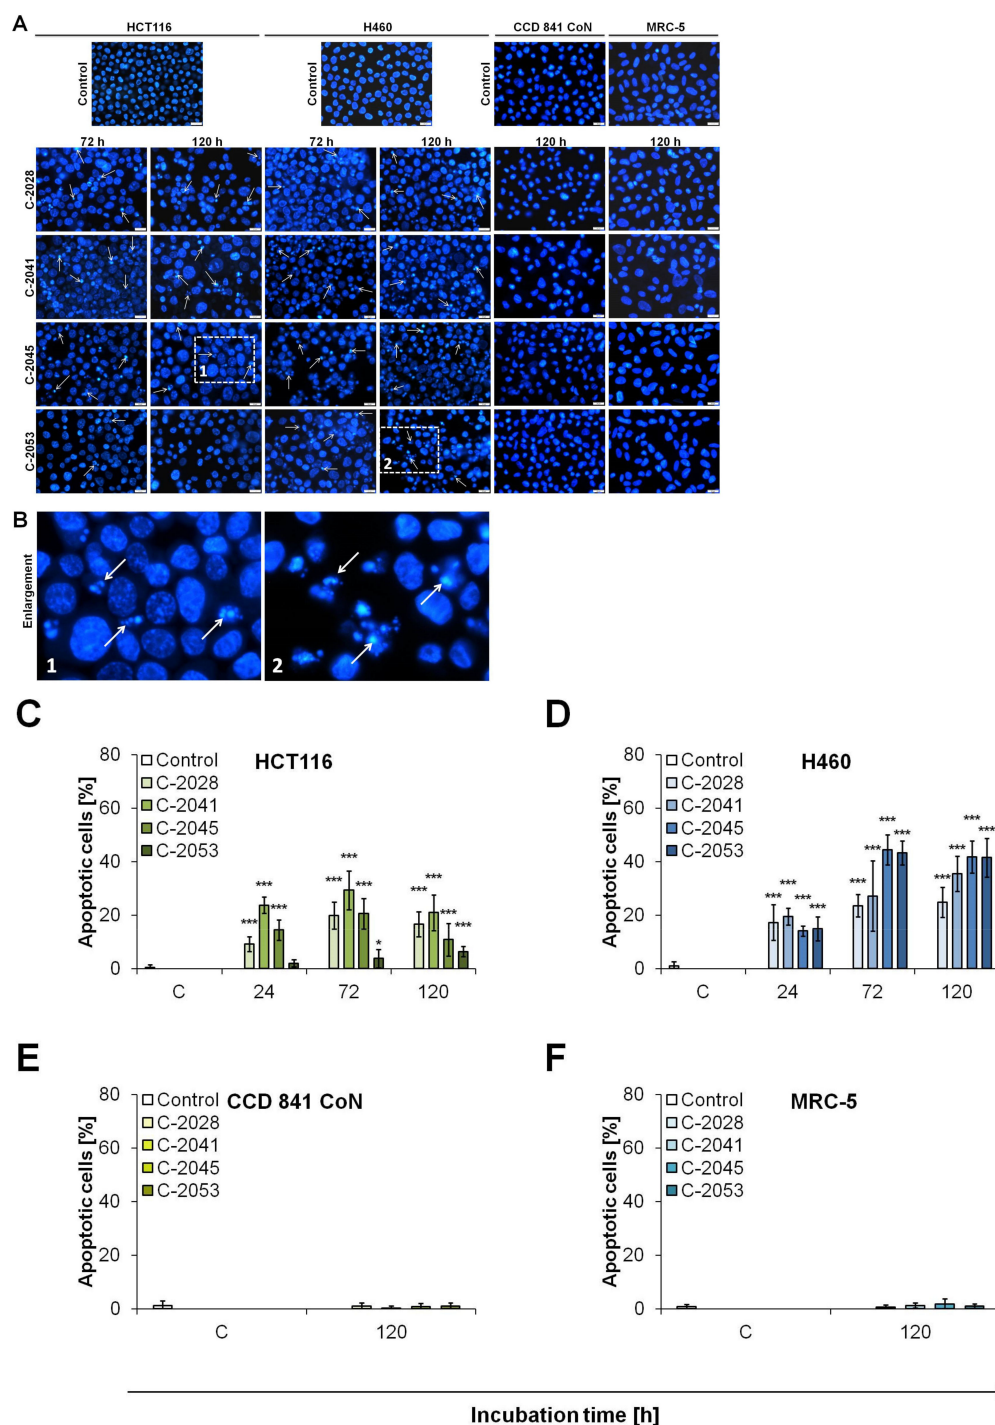 A
HCT116 H460 CCD 841 CoN MRC-5
Control Control Control
72 h 120 h 72 h 120 h 120 h 120 h
C-2028
C-2041
C-2045
1
C-2053
2
B
Enlargement
1 2
C
HCT116
Apoptotic cells [%]
80
60
40
20
0
Control
C-2028
C-2041
C-2045
C-2053
*** *** ***
*** *** *** *
*** *** *** ***
C 24 72 120
D
H460
Apoptotic cells [%]
80
60
40
20
0
Control
C-2028
C-2041
C-2045
C-2053
*** *** *** ***
*** *** *** ***
*** *** *** ***
C 24 72 120
E
CCD 841 CoN
Apoptotic cells [%]
80
60
40
20
0
Control
C-2028
C-2041
C-2045
C-2053
C 120
F
MRC-5
Apoptotic cells [%]
80
60
40
20
0
Control
C-2028
C-2041
C-2045
C-2053
C 120
Incubation time [h]